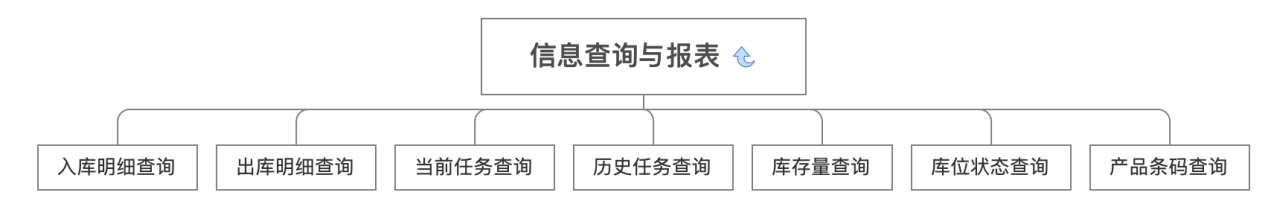 信息查询与报表
入库明细查询
出库明细查询
当前任务查询
历史任务查询
库存量查询
库位状态查询
产品条码查询